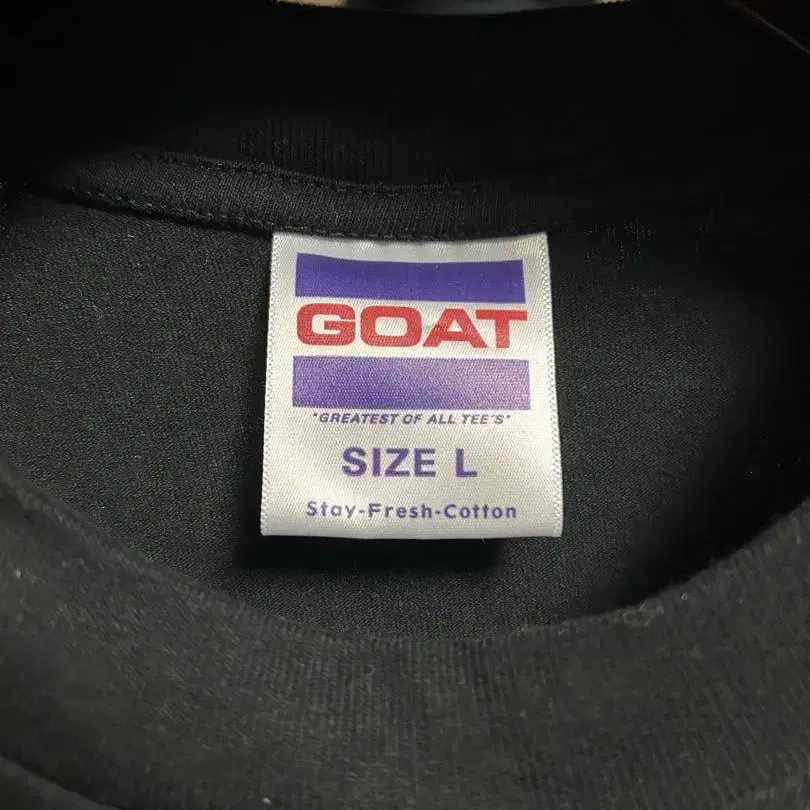 GOAT
"GREATEST OF ALL TEE'S"
SIZE L
Stay-Fresh-Cotton